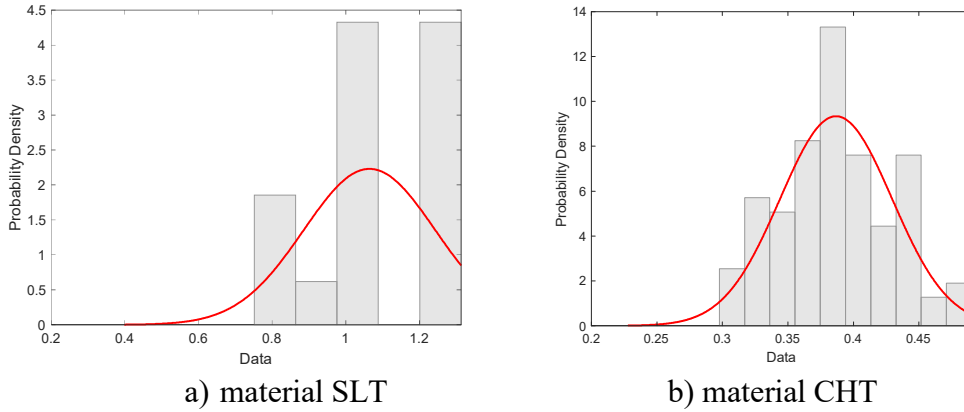 4.5
4
3.5
3
2.5
2
1.5
1
0.5
0
Probability Density
0.2 0.4 0.6 0.8 1 1.2
Data
a) material SLT
14
12
10
8
6
4
2
0
Probability Density
0.2 0.25 0.3 0.35 0.4 0.45
Data
b) material CHT